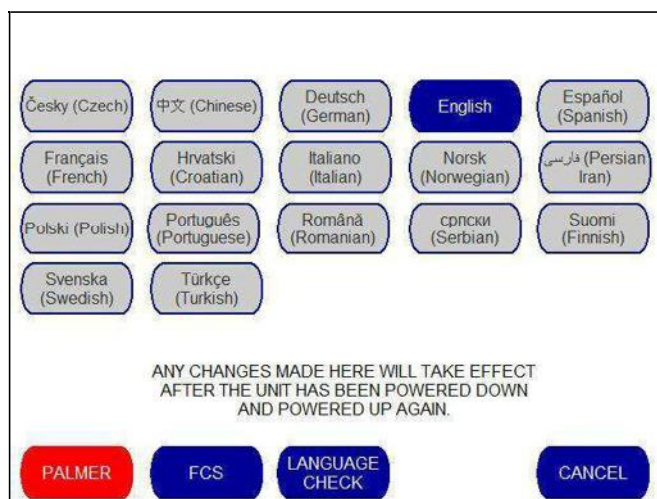 Česky (Czech)
中文 (Chinese)
Deutsch
(German)
English
Español
(Spanish)
Français
(French)
Hrvatski
(Croatian)
Italiano
(Italian)
Norsk
(Norwegian)
فارسی (Persian
Iran)
Polski (Polish)
Português
(Portuguese)
Română
(Romanian)
српски
(Serbian)
Suomi
(Finnish)
Svenska
(Swedish)
Türkçe
(Turkish)
ANY CHANGES MADE HERE WILL TAKE EFFECT
AFTER THE UNIT HAS BEEN POWERED DOWN
AND POWERED UP AGAIN.
PALMER
FCS
LANGUAGE
CHECK
CANCEL